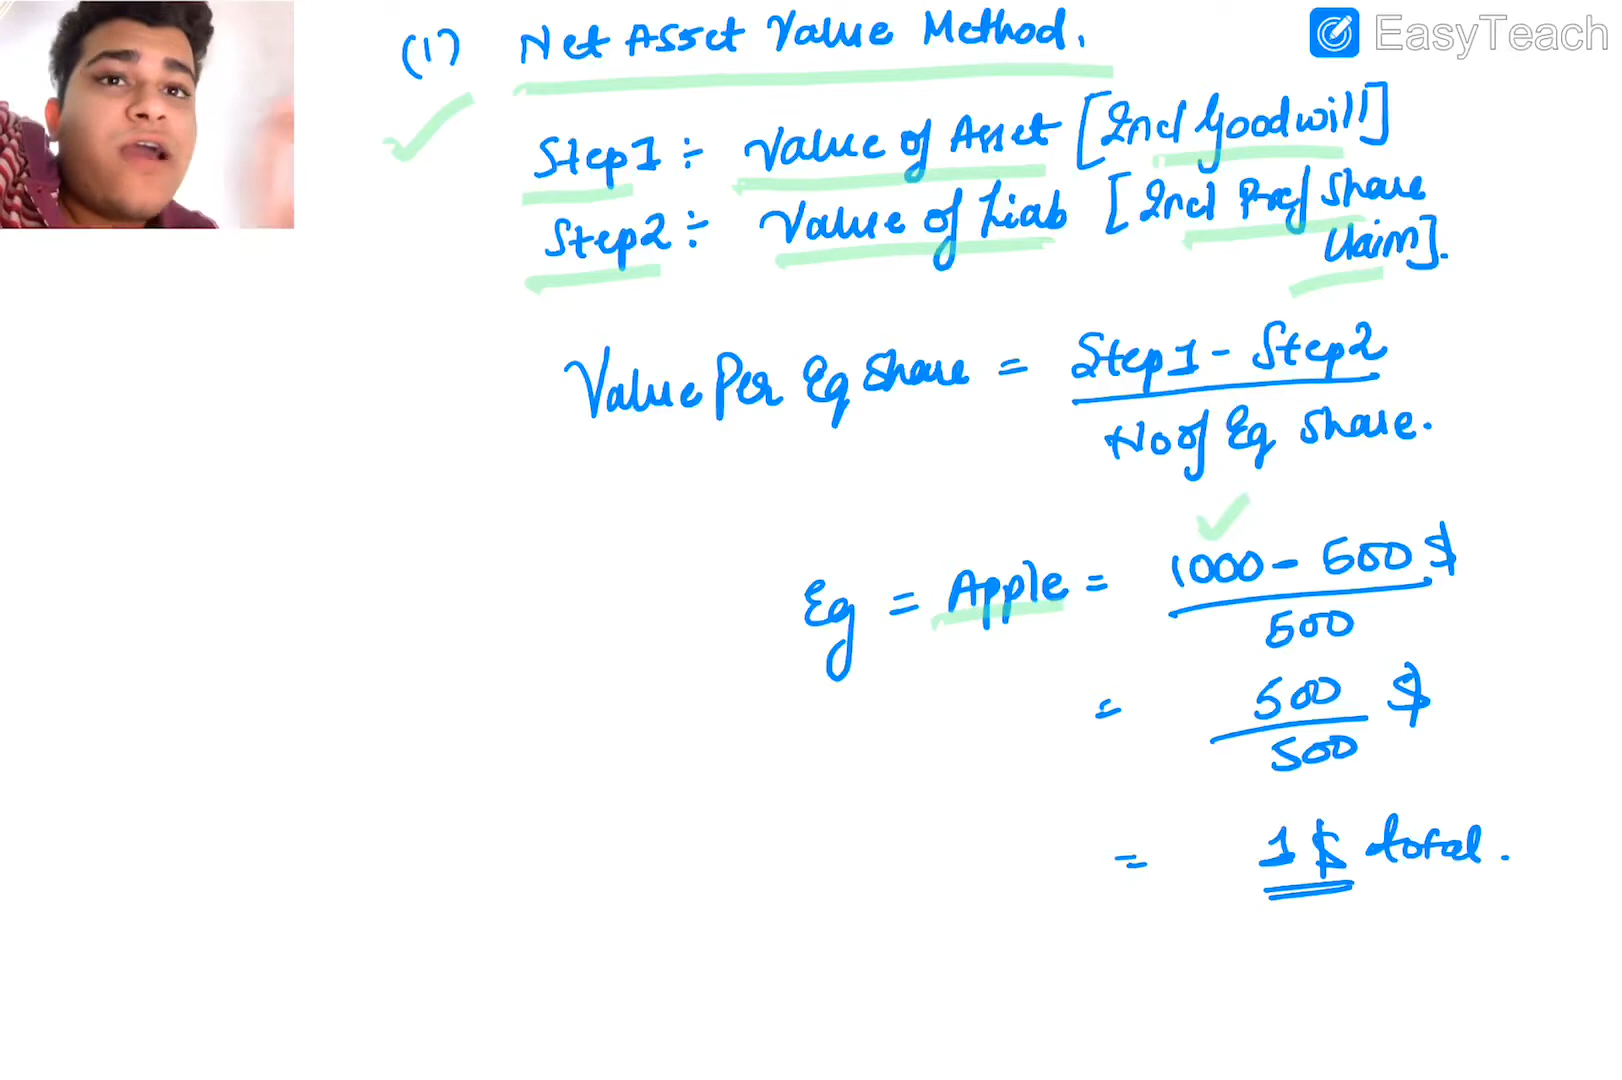 (1) Net Asset Value Method.
EasyTeach
Step 1 ÷ Value of Asset [Incl Goodwill]
Step 2 ÷ Value of Liab [Incl Pref Share
Claim].
Value Per Eq Share = Step 1 - Step 2
No of Eq Share.
Eg = Apple = 1000 - 500 $
500
= 500 $
500
= 1 $ total.